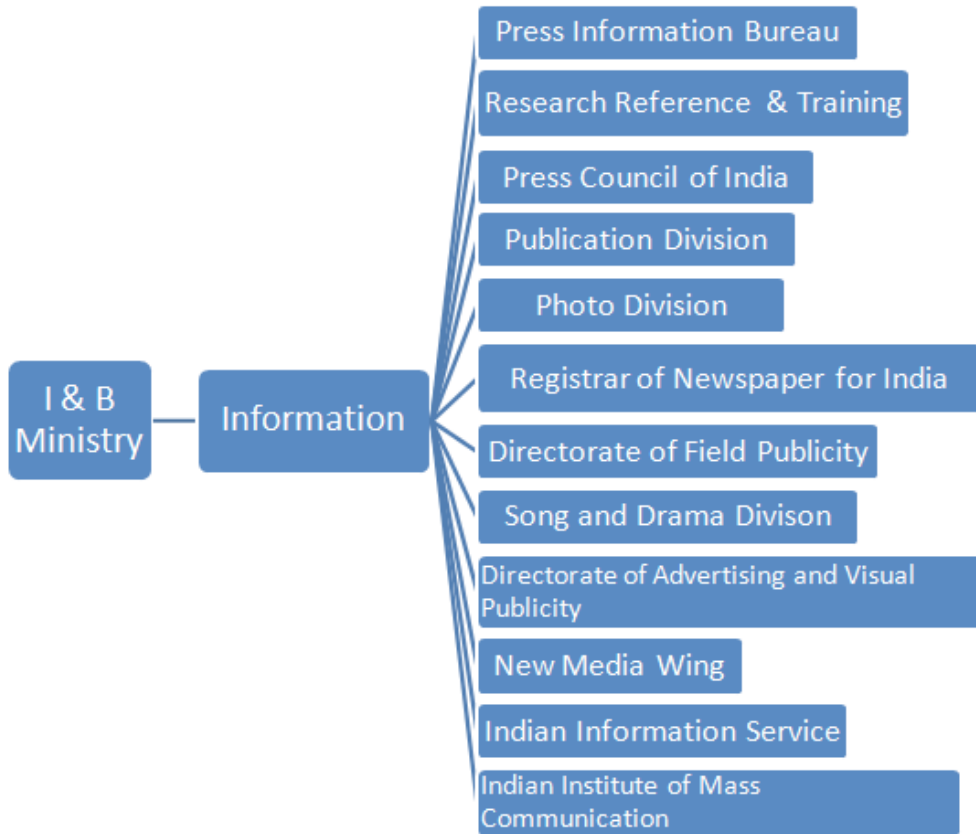 I & B
Ministry
Information
Press Information Bureau
Research Reference & Training
Press Council of India
Publication Division
Photo Division
Registrar of Newspaper for India
Directorate of Field Publicity
Song and Drama Divison
Directorate of Advertising and Visual
Publicity
New Media Wing
Indian Information Service
Indian Institute of Mass
Communication